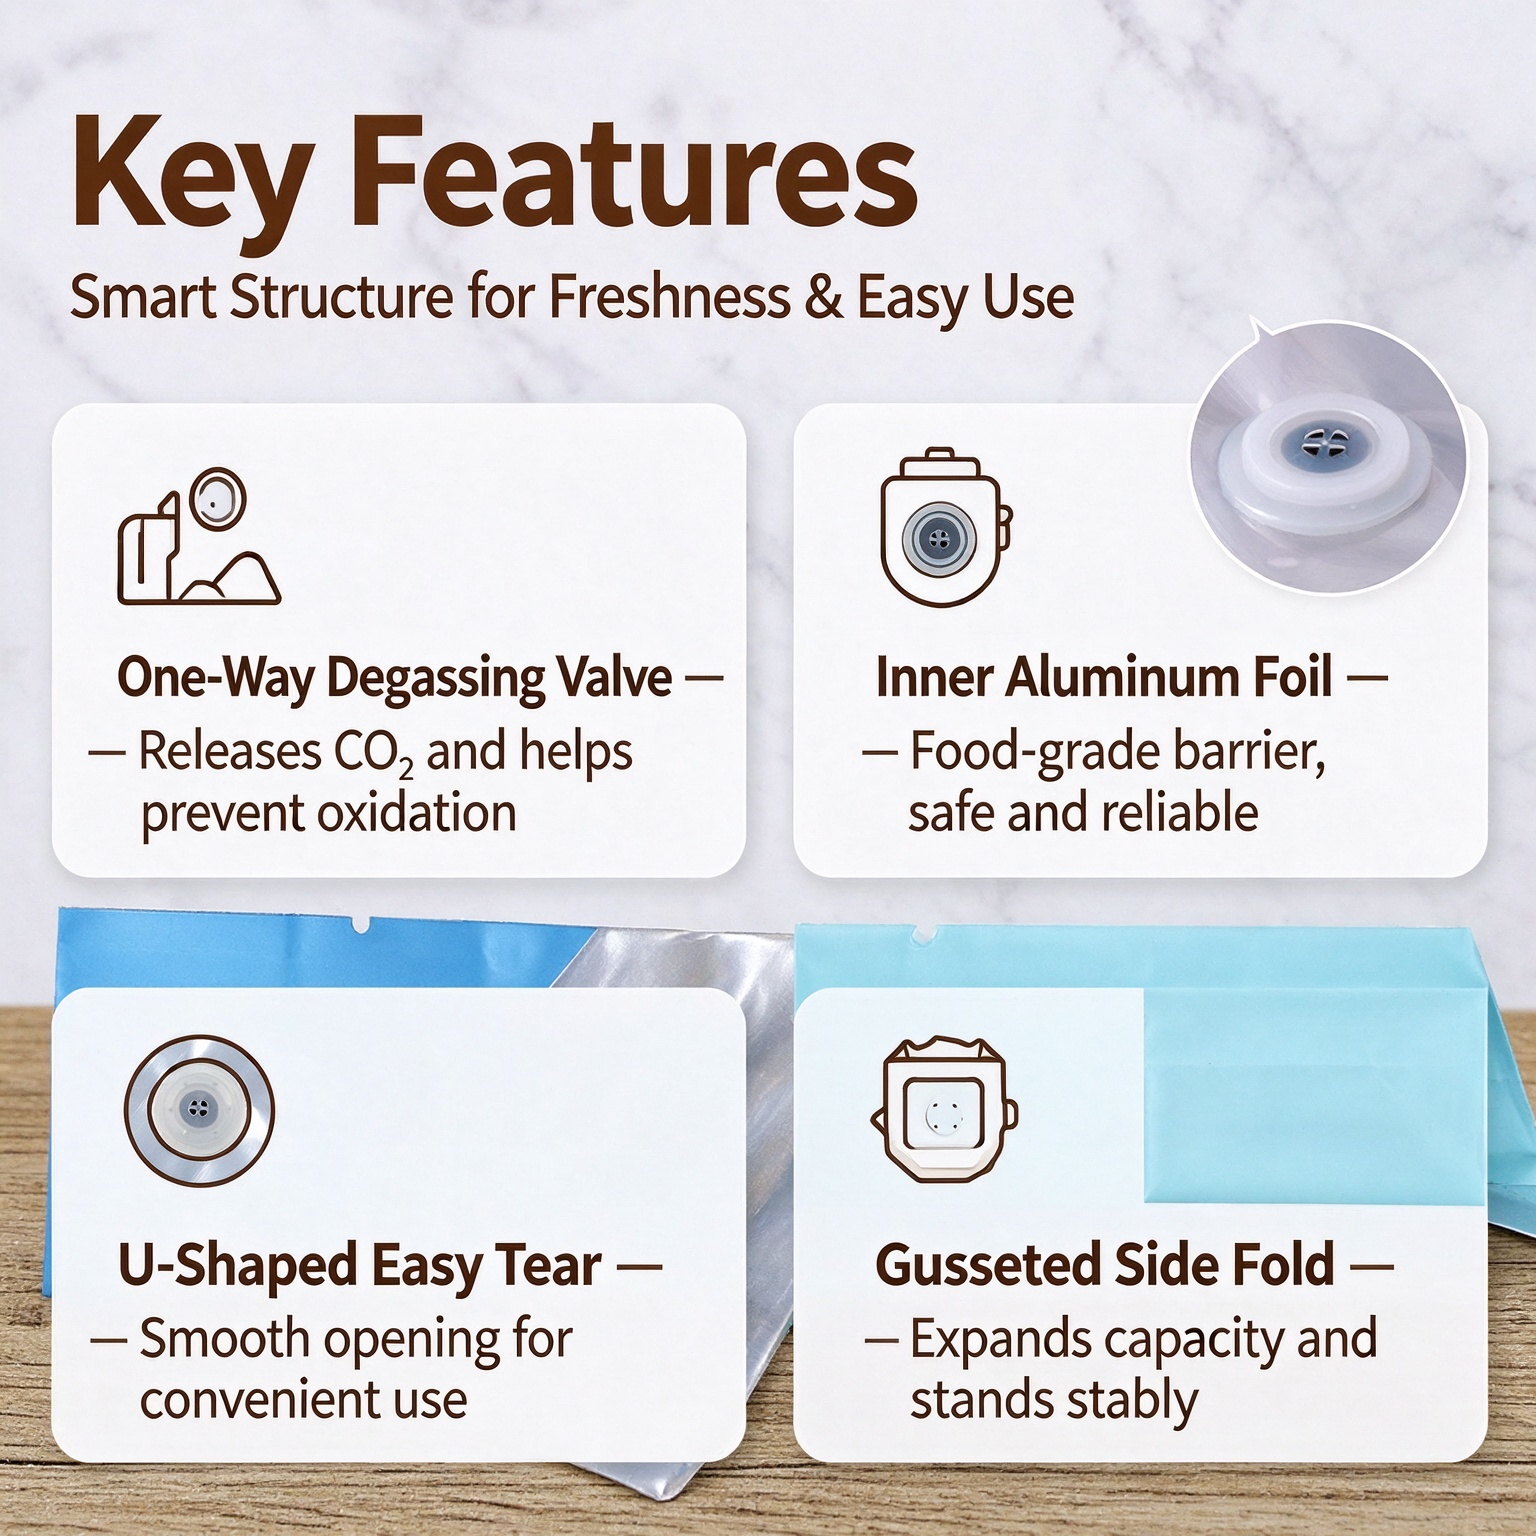 Key Features
Smart Structure for Freshness & Easy Use
One-Way Degassing Valve —
— Releases CO₂ and helps
prevent oxidation
Inner Aluminum Foil —
— Food-grade barrier,
safe and reliable
U-Shaped Easy Tear —
— Smooth opening for
convenient use
Gusseted Side Fold —
— Expands capacity and
stands stably